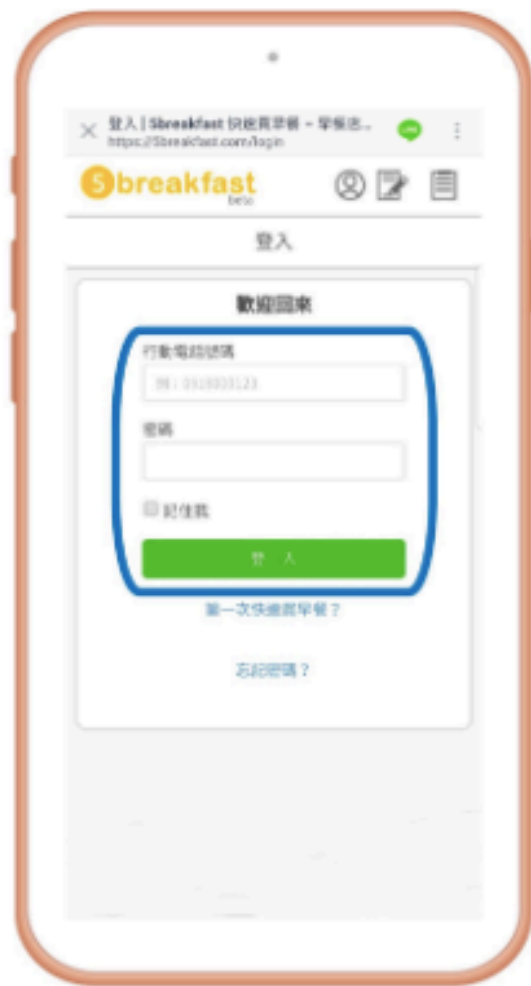 登入 | 5breakfast 快速買早餐 - 早餐店...
https://5breakfast.com/login
5breakfast
beta
登入
歡迎回來
行動電話號碼
例：0918000123
密碼
記住我
登 入
第一次快速買早餐？
忘記密碼？